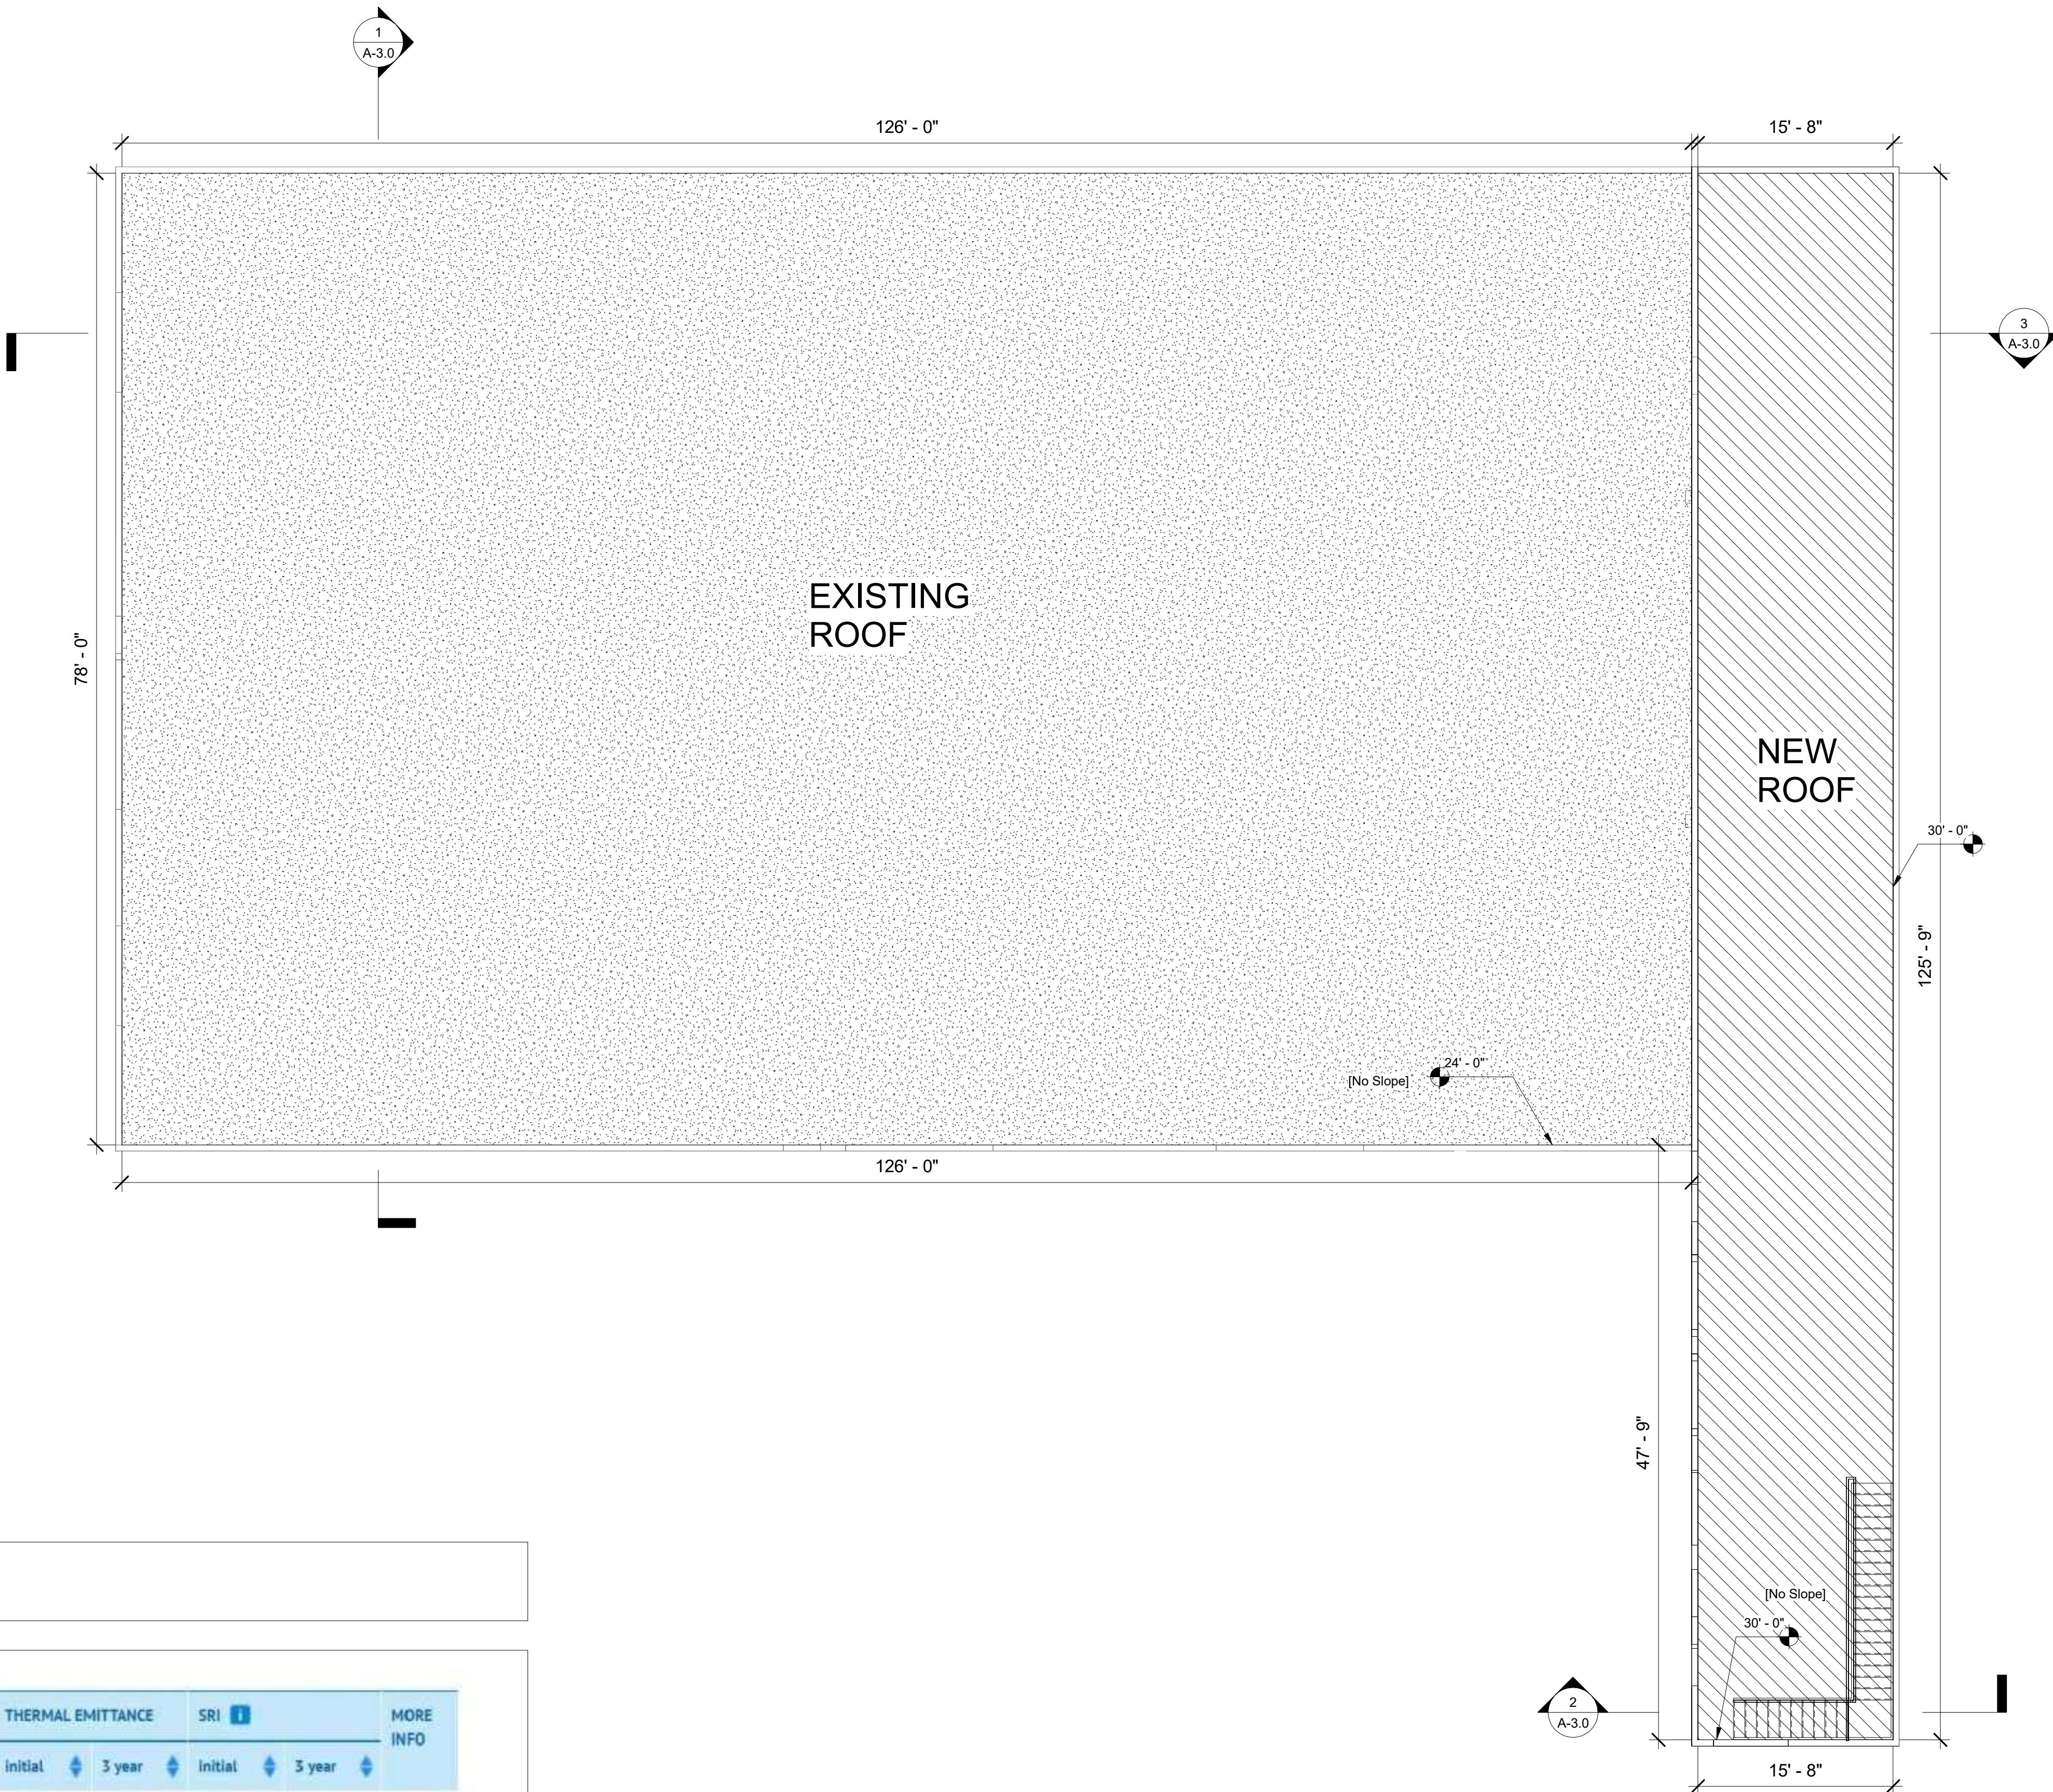 1
A-3.0
126' - 0"
15' - 8"
3
A-3.0
EXISTING
ROOF
78' - 0"
NEW
ROOF
30' - 0"
125' - 9"
24' - 0"
[No Slope]
126' - 0"
47' - 9"
[No Slope]
30' - 0"
2
A-3.0
15' - 8"
THERMAL EMITTANCE SRI i MORE
INFO
initial 3 year initial 3 year